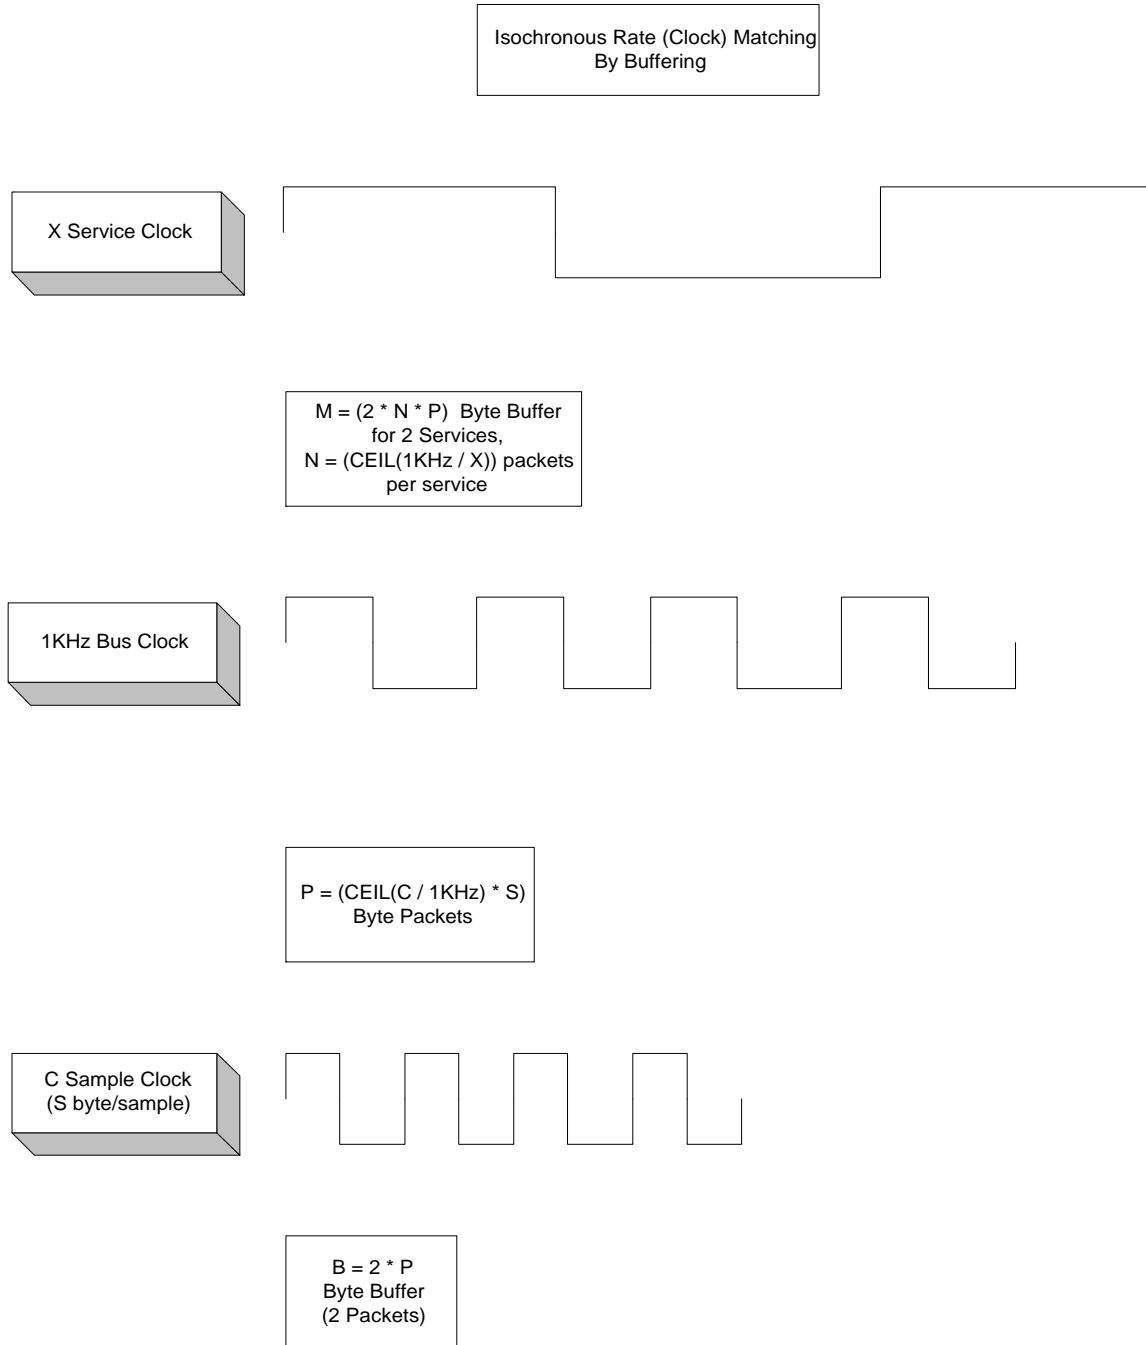 Isochronous Rate (Clock) Matching
By Buffering
X Service Clock
M = (2 * N * P)  Byte Buffer
for 2 Services,
N = (CEIL(1KHz / X)) packets
per service
1KHz Bus Clock
P = (CEIL(C / 1KHz) * S)
Byte Packets
C Sample Clock
(S byte/sample)
B = 2 * P
Byte Buffer
(2 Packets)